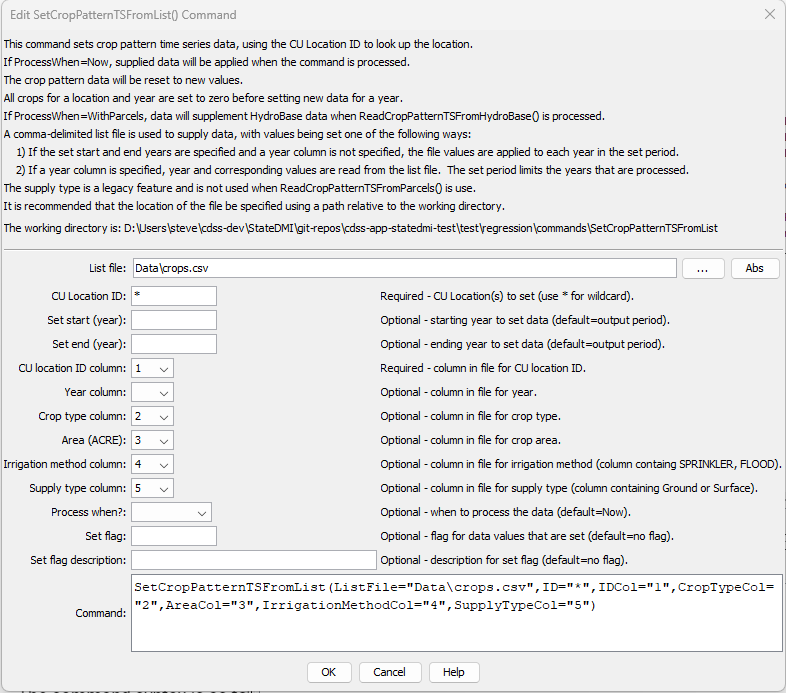 Edit SetCropPatternTSFromList() Command
This command sets crop pattern time series data, using the CU Location ID to look up the location.
If ProcessWhen=Now, supplied data will be applied when the command is processed.
The crop pattern data will be reset to new values.
All crops for a location and year are set to zero before setting new data for a year.
If ProcessWhen=WithParcels, data will supplement HydroBase data when ReadCropPatternTSFromHydroBase() is processed.
A comma-delimited list file is used to supply data, with values being set one of the following ways:
1) If the set start and end years are specified and a year column is not specified, the file values are applied to each year in the set period.
2) If a year column is specified, year and corresponding values are read from the list file. The set period limits the years that are processed.
The supply type is a legacy feature and is not used when ReadCropPatternTSFromParcels() is use.
It is recommended that the location of the file be specified using a path relative to the working directory.
The working directory is: D:\Users\steve\cdss-dev\StateDMI\git-repos\cdss-app-statedmi-test\test\regression\commands\SetCropPatternTSFromList
List file: Data\crops.csv ... Abs
CU Location ID: * Required - CU Location(s) to set (use * for wildcard).
Set start (year): Optional - starting year to set data (default=output period).
Set end (year): Optional - ending year to set data (default=output period).
CU location ID column: 1 Required - column in file for CU location ID.
Year column: Optional - column in file for year.
Crop type column: 2 Optional - column in file for crop type.
Area (ACRE): 3 Optional - column in file for crop area.
Irrigation method column: 4 Optional - column in file for irrigation method (column containg SPRINKLER, FLOOD).
Supply type column: 5 Optional - column in file for supply type (column containing Ground or Surface).
Process when?: Optional - when to process the data (default=Now).
Set flag: Optional - flag for data values that are set (default=no flag).
Set flag description: Optional - description for set flag (default=no flag).
Command: SetCropPatternTSFromList(ListFile="Data\crops.csv",ID="*",IDCol="1",CropTypeCol=
"2",AreaCol="3",IrrigationMethodCol="4",SupplyTypeCol="5")
OK Cancel Help